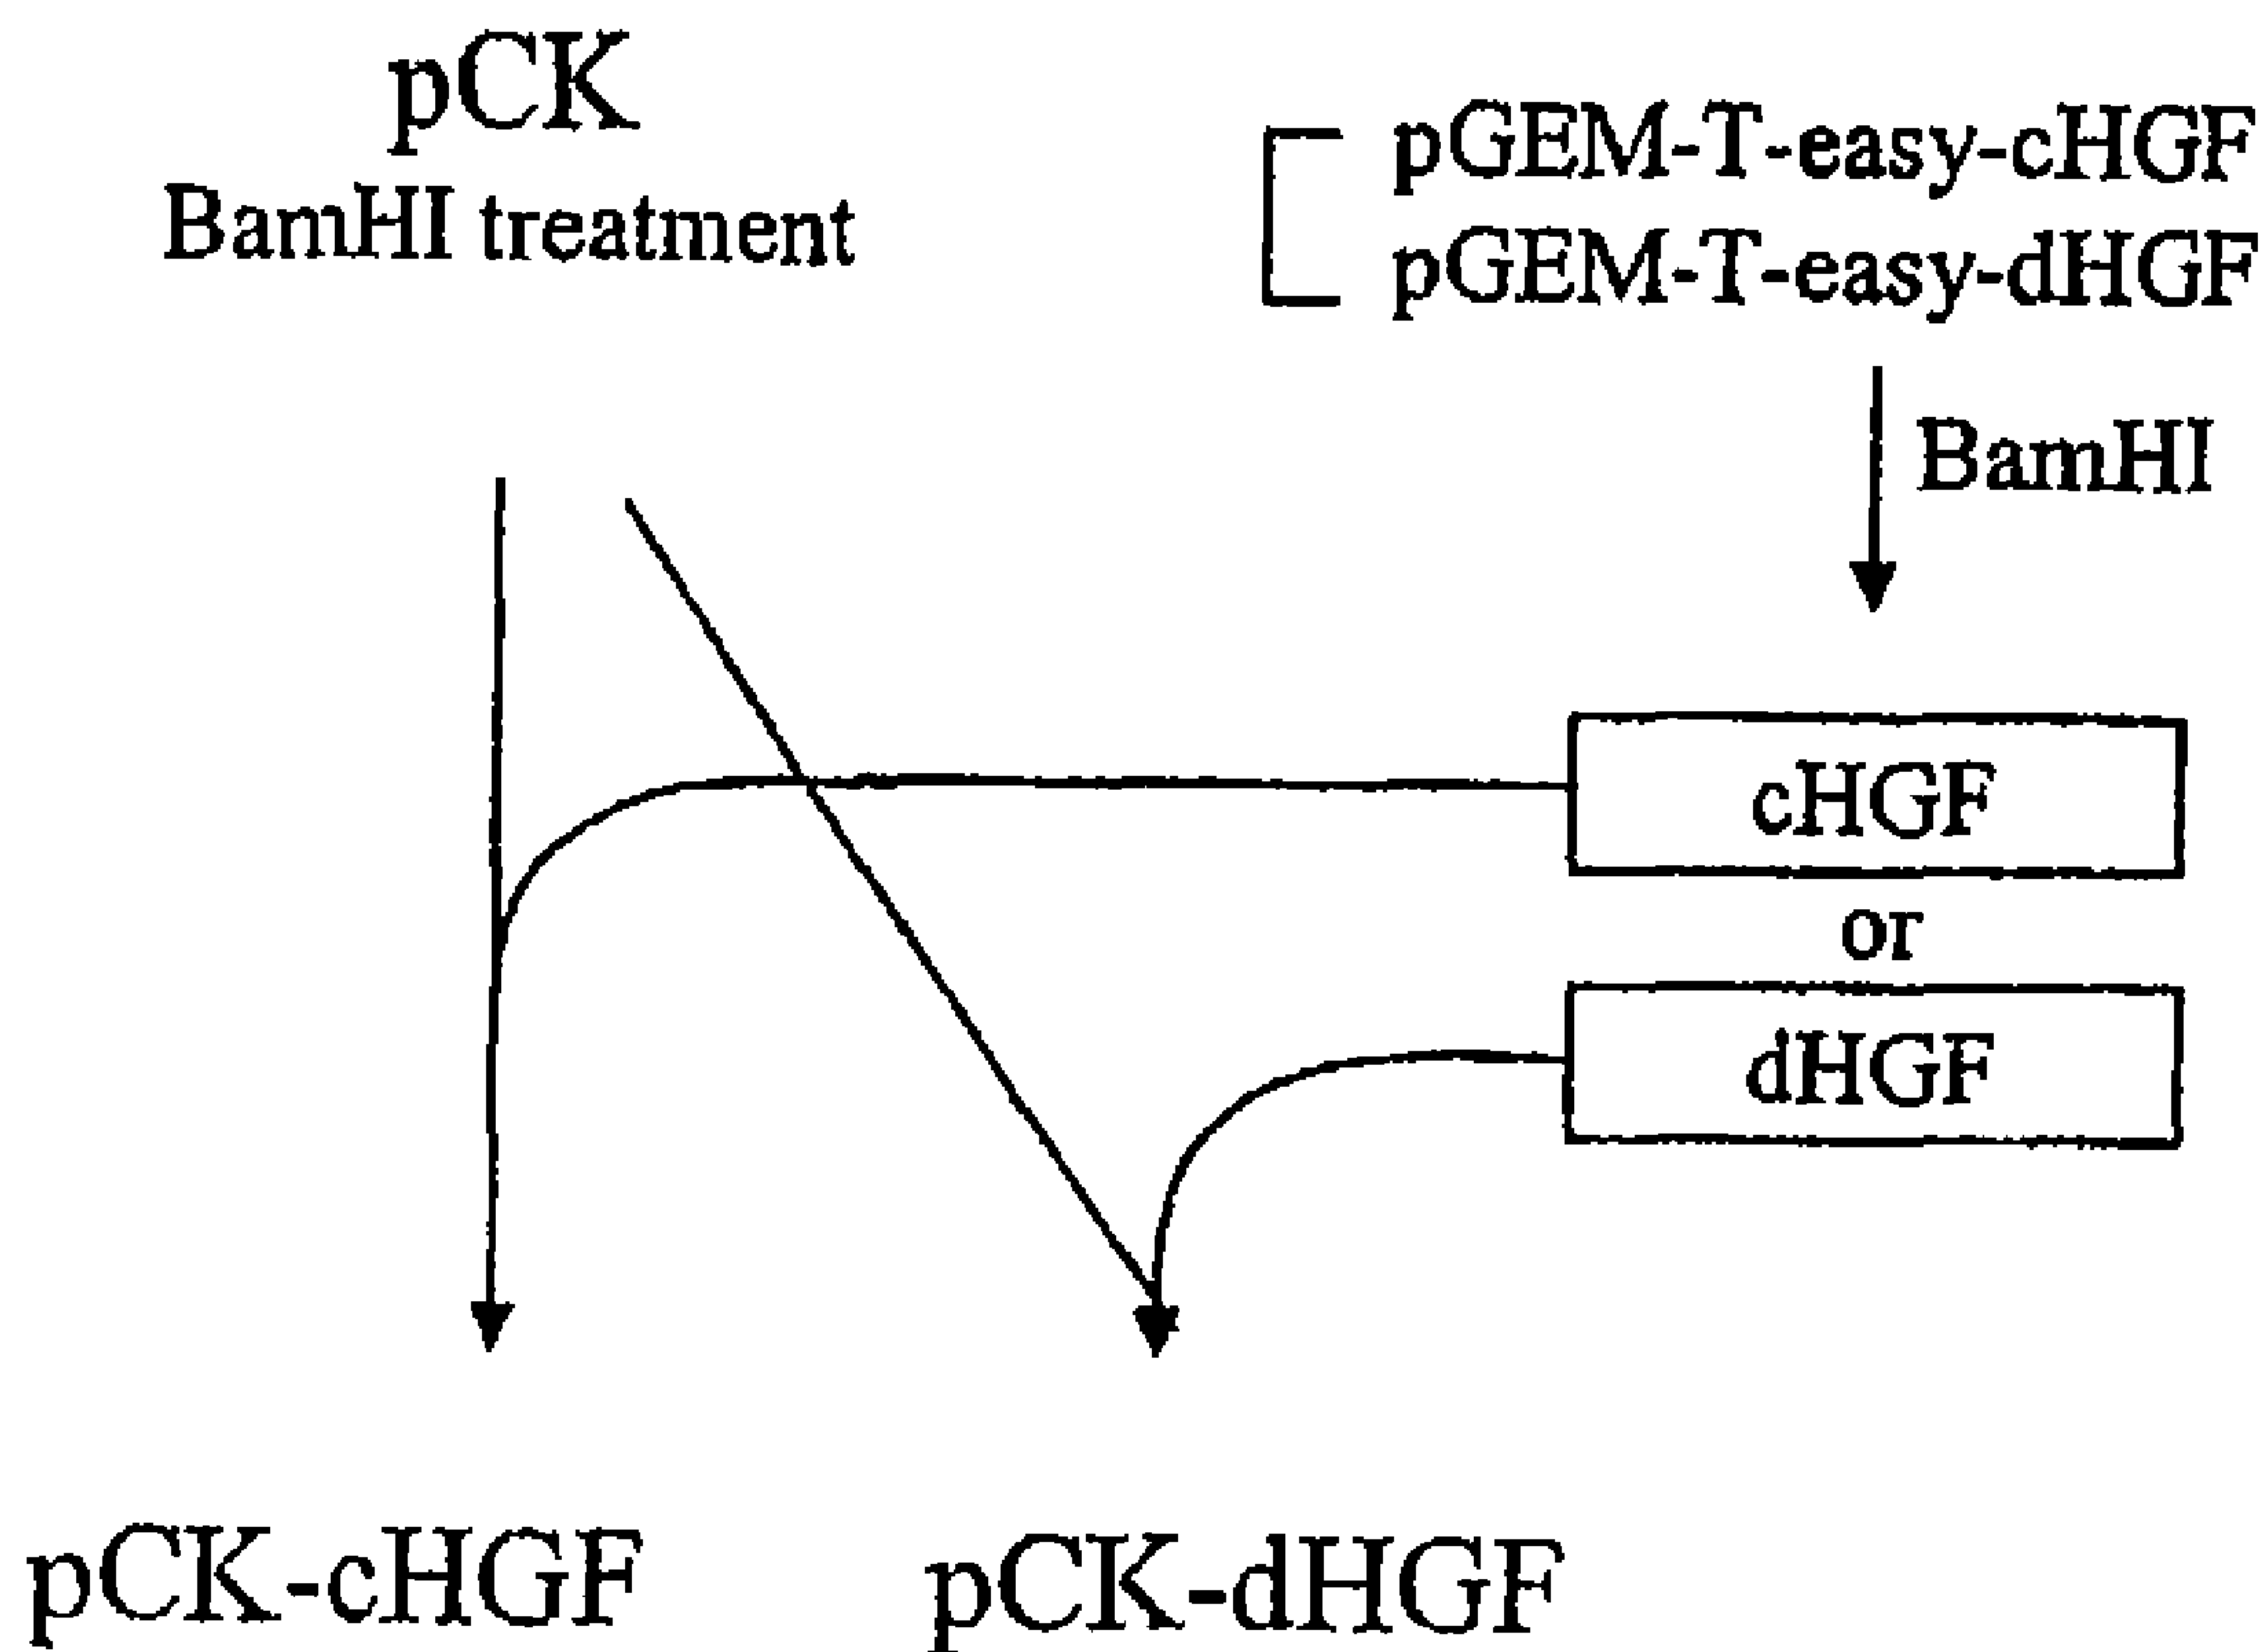 pCK
BamHI treatment
pGEM-T-easy-cHGF
pGEM-T-easy-dHGF
BamHI
cHGF
or
dHGF
pCK-cHGF
pCK-dHGF